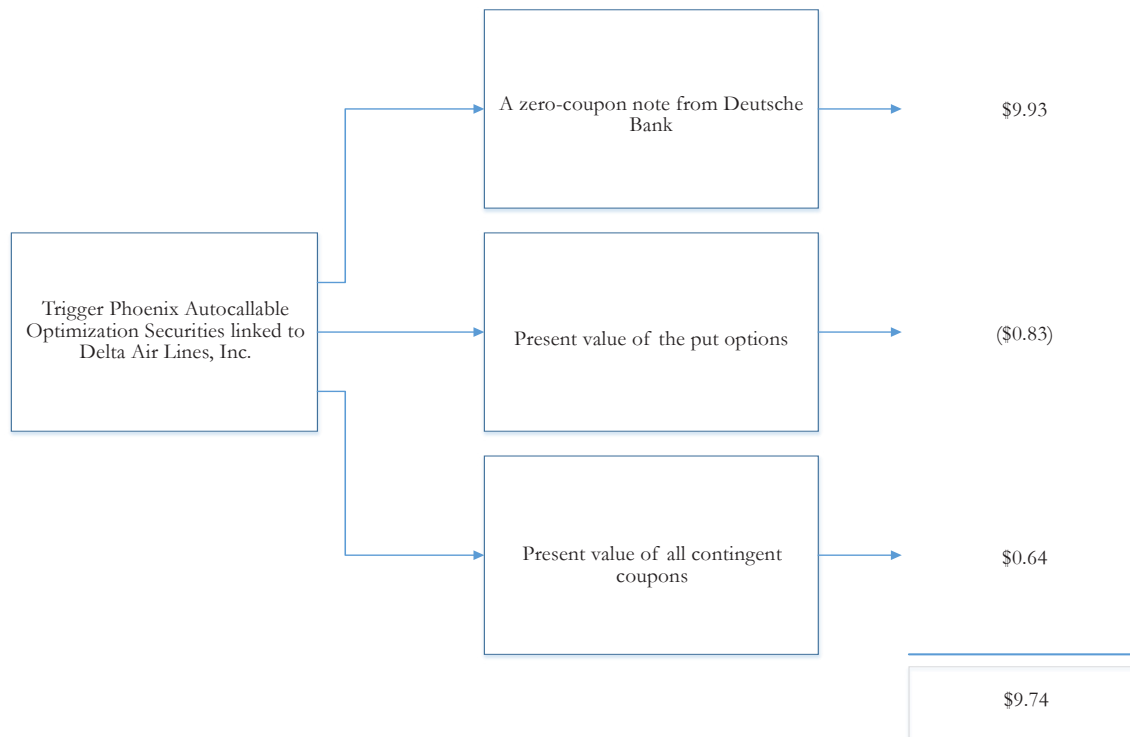 A zero-coupon note from Deutsche
Bank
$9.93
Trigger Phoenix Autocallable
Optimization Securities linked to
Delta Air Lines, Inc.
Present value of the put options
($0.83)
Present value of all contingent
coupons
$0.64
$9.74